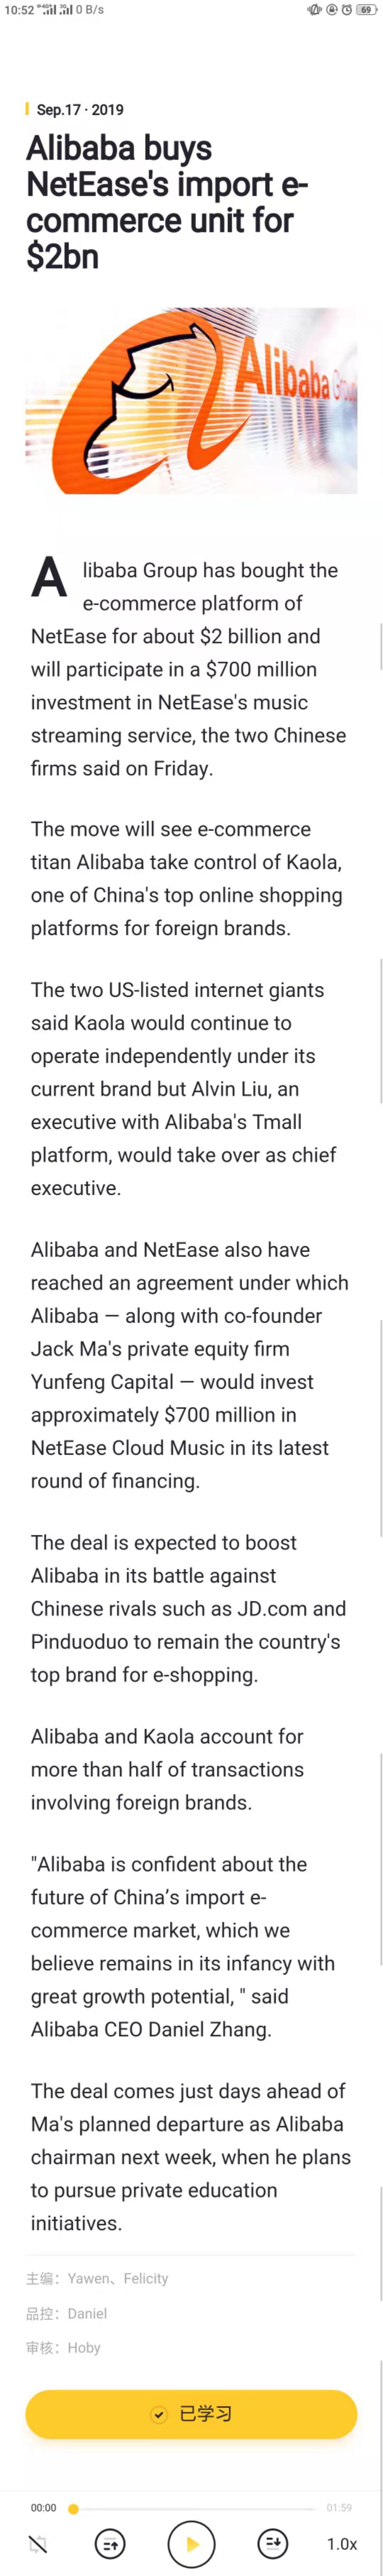 10:52 0 B/s 69
Sep.17 · 2019
Alibaba buys
NetEase's import e-
commerce unit for
$2bn
Alibaba
Alibaba Group has bought the
e-commerce platform of
NetEase for about $2 billion and
will participate in a $700 million
investment in NetEase's music
streaming service, the two Chinese
firms said on Friday.
The move will see e-commerce
titan Alibaba take control of Kaola,
one of China's top online shopping
platforms for foreign brands.
The two US-listed internet giants
said Kaola would continue to
operate independently under its
current brand but Alvin Liu, an
executive with Alibaba's Tmall
platform, would take over as chief
executive.
Alibaba and NetEase also have
reached an agreement under which
Alibaba — along with co-founder
Jack Ma's private equity firm
Yunfeng Capital — would invest
approximately $700 million in
NetEase Cloud Music in its latest
round of financing.
The deal is expected to boost
Alibaba in its battle against
Chinese rivals such as JD.com and
Pinduoduo to remain the country's
top brand for e-shopping.
Alibaba and Kaola account for
more than half of transactions
involving foreign brands.
"Alibaba is confident about the
future of China’s import e-
commerce market, which we
believe remains in its infancy with
great growth potential, " said
Alibaba CEO Daniel Zhang.
The deal comes just days ahead of
Ma's planned departure as Alibaba
chairman next week, when he plans
to pursue private education
initiatives.
主编：Yawen、Felicity
品控：Daniel
审核：Hoby
已学习
00:00 01:59
1.0x